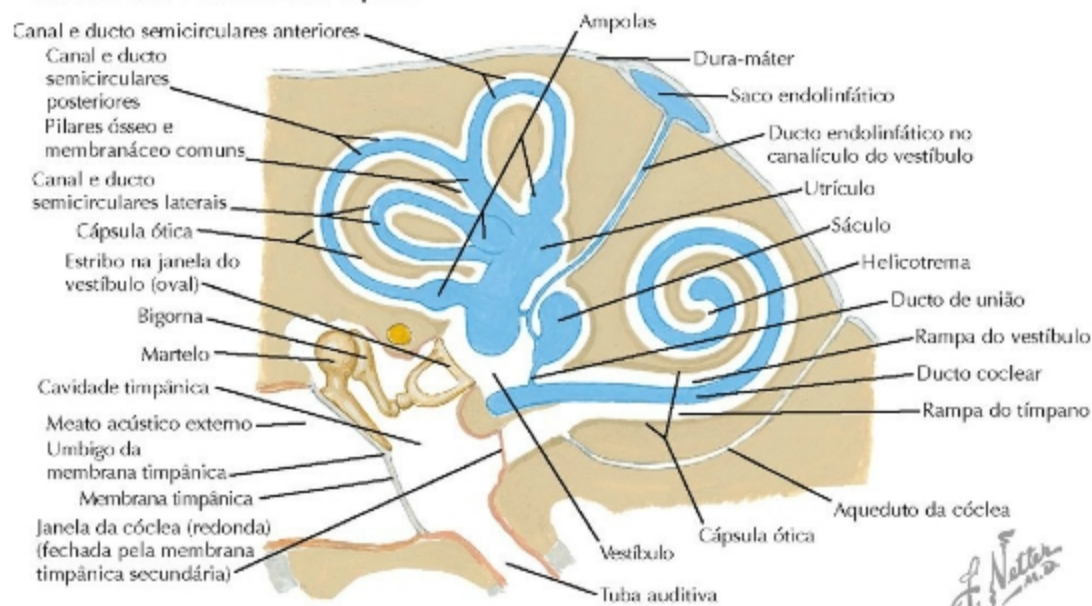 Canal e ducto semicirculares anteriores
Canal e ducto
semicirculares
posteriores
Pilares ósseo e
membranáceo comuns
Canal e ducto
semicirculares laterais
Cápsula ótica
Estribo na janela do
vestíbulo (oval)
Bigorna
Martelo
Cavidade timpânica
Meato acústico externo
Umbigo da
membrana timpânica
Membrana timpânica
Janela da cóclea (redonda)
(fechada pela membrana
timpânica secundária)
Ampolas
Dura-máter
Saco endolinfático
Ducto endolinfático no
canalículo do vestíbulo
Utrículo
Sáculo
Helicotrema
Ducto de união
Rampa do vestíbulo
Ducto coclear
Rampa do tímpano
Aqueduto da cóclea
Cápsula ótica
Vestíbulo
Tuba auditiva
F. Netter
M.D.